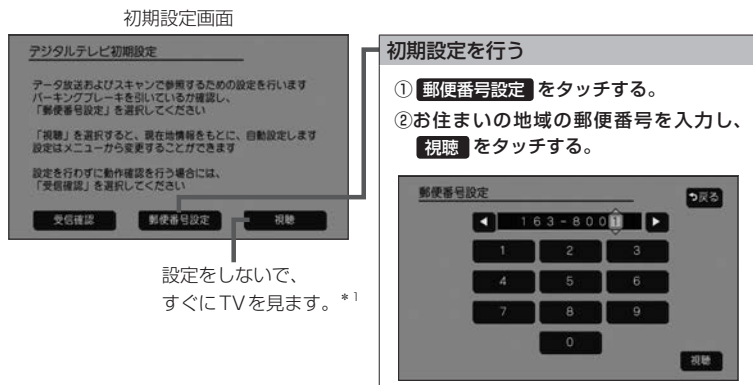 初期設定画面
デジタルテレビ初期設定
データ放送およびスキャンで参照するための設定を行います
パーキングブレーキを引いているか確認し、
「郵便番号設定」を選択してください
「視聴」を選択すると、現在地情報をもとに、自動設定します
設定はメニューから変更することができます
設定を行わずに動作確認を行う場合には、
「受信確認」を選択してください
受信確認 郵便番号設定 視聴
設定をしないで、
すぐにTVを見ます。*1
初期設定を行う
①郵便番号設定をタッチする。
②お住まいの地域の郵便番号を入力し、
視聴をタッチする。
郵便番号設定 戻る
163-8001
1 2 3
4 5 6
7 8 9
0
視聴